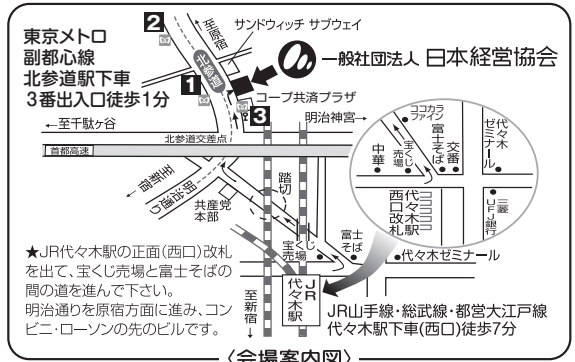 東京メトロ
副都心線
北参道駅下車
3番出入口徒歩1分
2
至原宿
サンドウィッチ サブウェイ
北参道
1
一般社団法人 日本経営協会
コープ共済プラザ
3
←至千駄ヶ谷
明治神宮→
北参道交差点
首都高速
至新宿
明治通り
共産党
本部
踏切
ココカラ
ファイン
中華
宝くじ
売場
富士そば
交番
代々木
ゼミナール
代々木駅
西口改札
三菱
UFJ銀行
★JR代々木駅の正面(西口)改札
を出て、宝くじ売場と富士そばの
間の道を進んで下さい。
明治通りを原宿方面に進み、コン
ビニ・ローソンの先のビルです。
宝くじ
売場
富士
そば
代々木ゼミナール
至新宿
JR
代々木駅
JR山手線・総武線・都営大江戸線
代々木駅下車(西口)徒歩7分
〈会場案内図〉